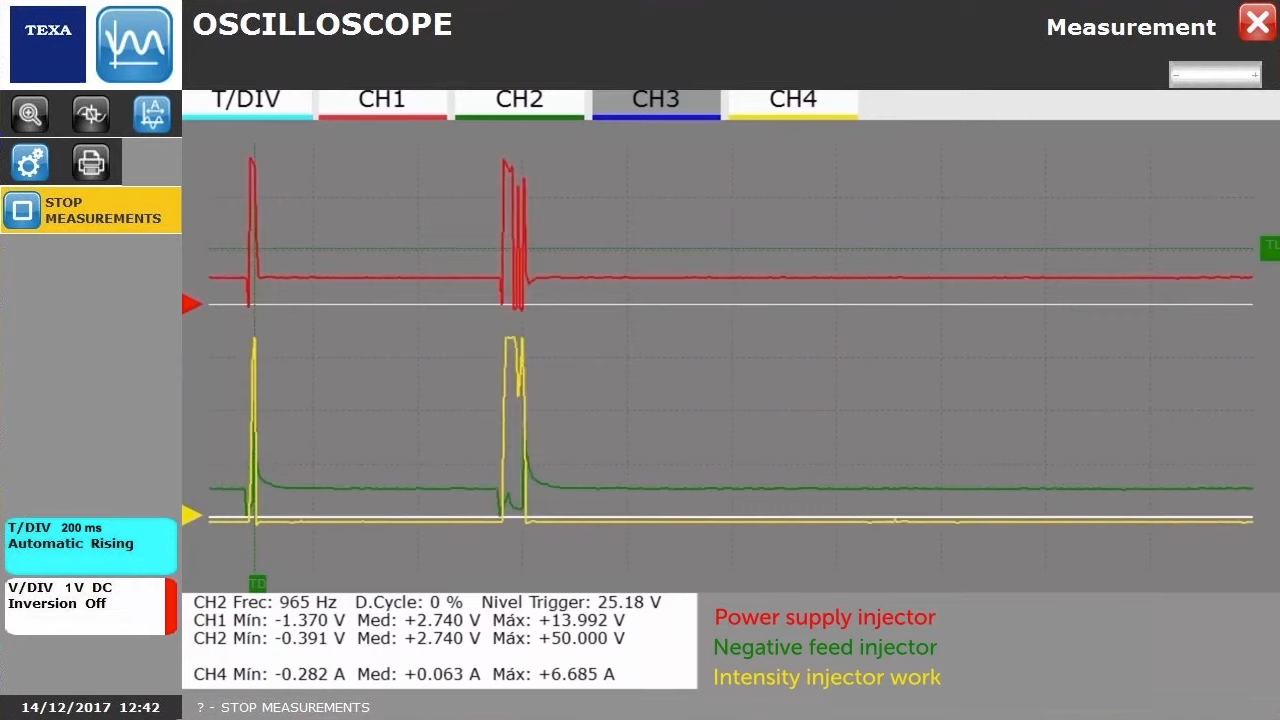 TEXA
OSCILLOSCOPE
Measurement
T/DIV CH1 CH2 CH3 CH4
STOP
MEASUREMENTS
TD
T/DIV 200 ms
Automatic Rising
V/DIV 1V DC
Inversion Off
CH2 Frec: 965 Hz D.Cycle: 0 % Nivel Trigger: 25.18 V
CH1 Mín: -1.370 V Med: +2.740 V Máx: +13.992 V
CH2 Mín: -0.391 V Med: +2.740 V Máx: +50.000 V
CH4 Mín: -0.282 A Med: +0.063 A Máx: +6.685 A
Power supply injector
Negative feed injector
Intensity injector work
14/12/2017 12:42
? - STOP MEASUREMENTS